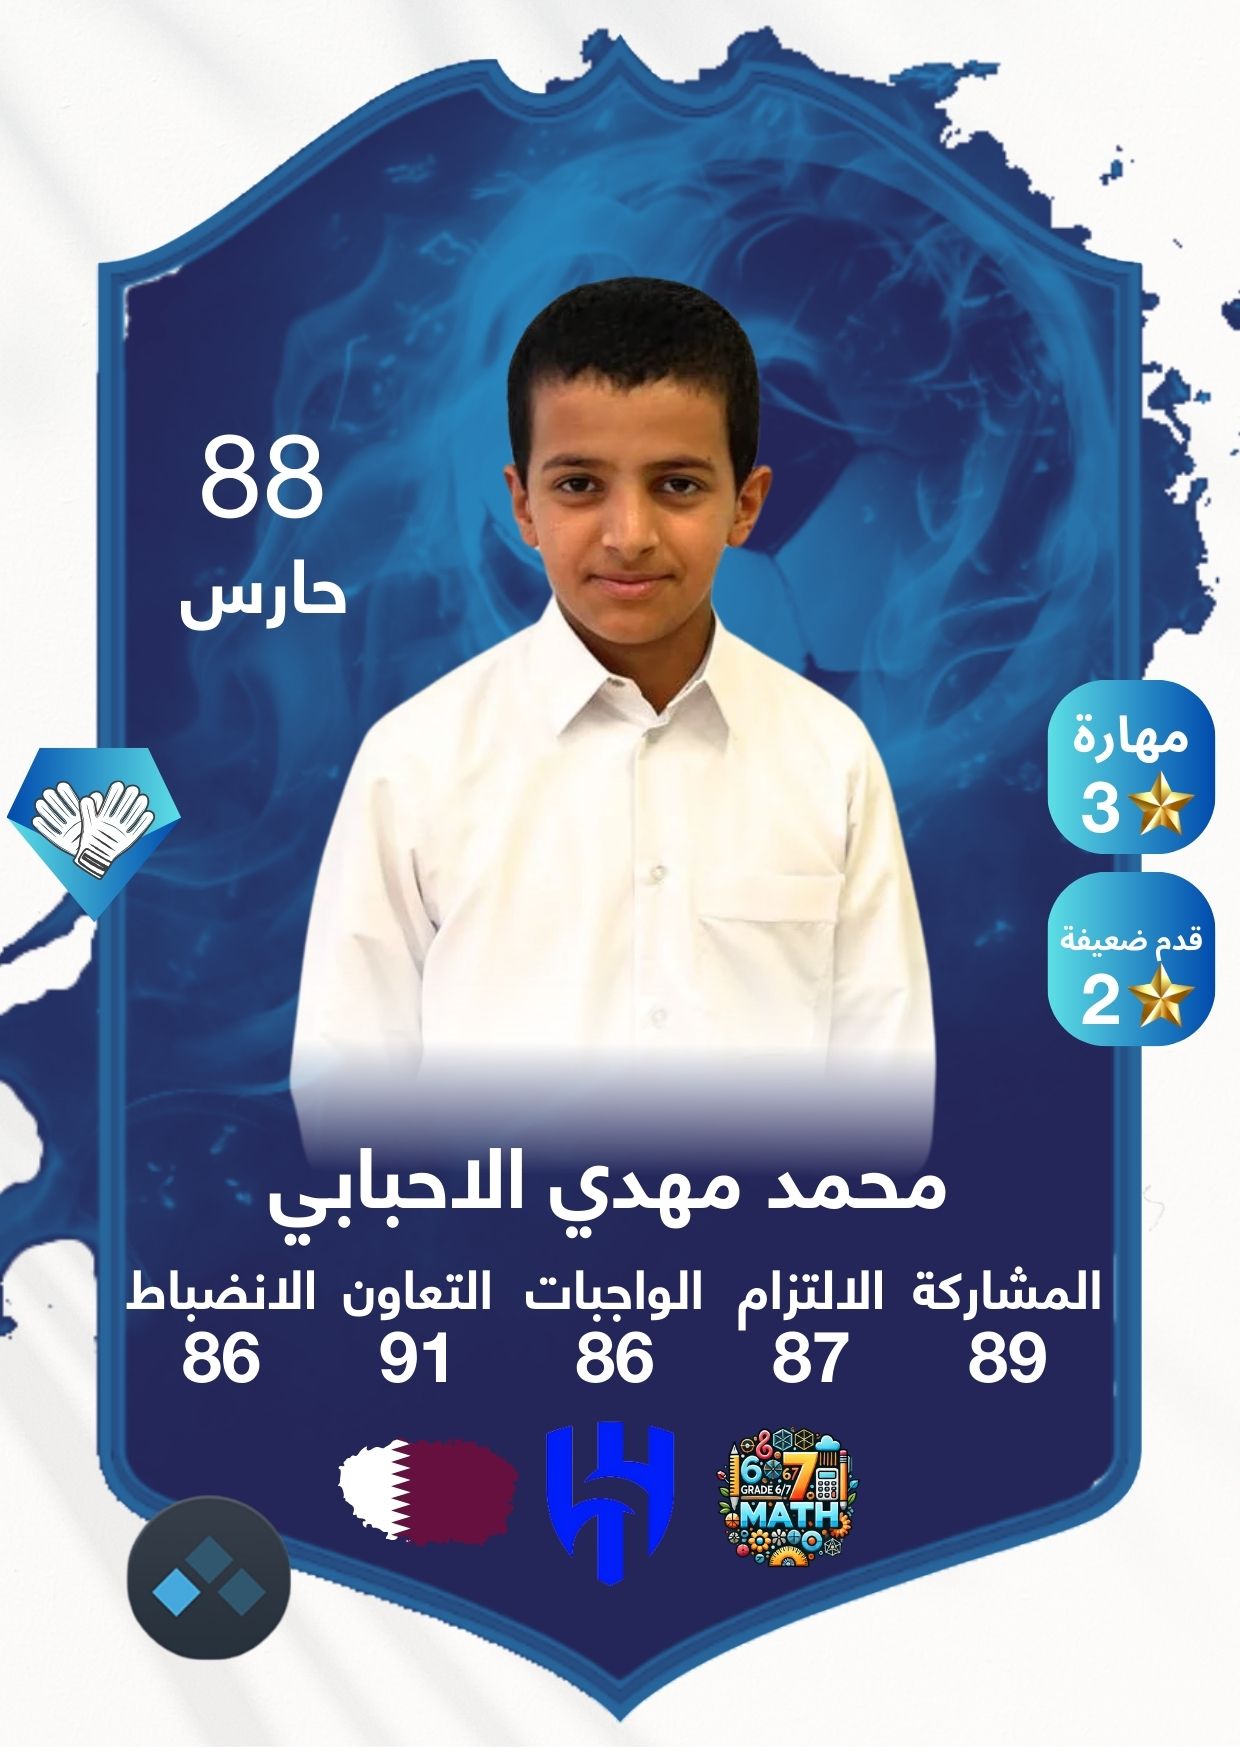 88
حارس
مهارة
3
قدم ضعيفة
2
محمد مهدي الاحبابي
المشاركة الالتزام الواجبات التعاون الانضباط
89 87 86 91 86
6 67 7
GRADE 6/7
MATH